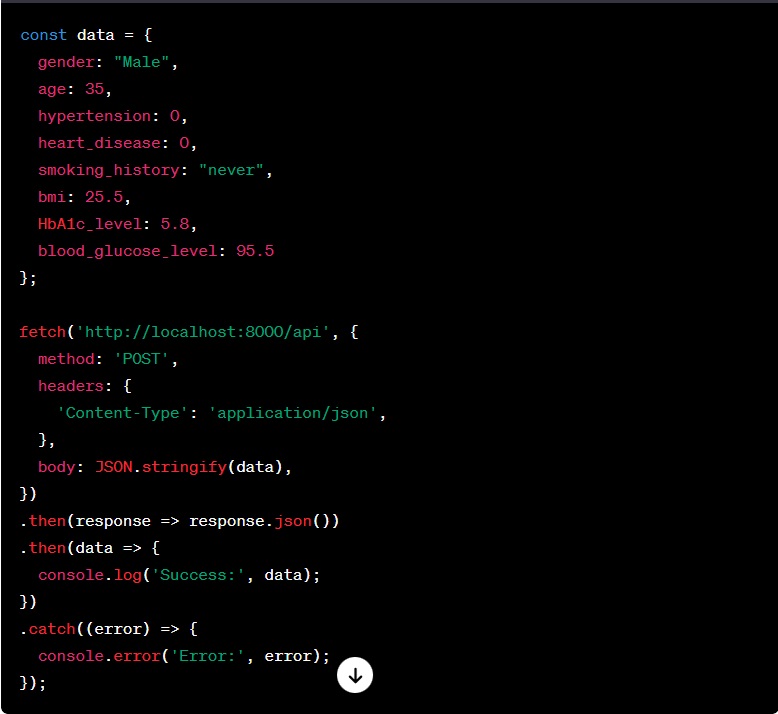 const data = {
  gender: "Male",
  age: 35,
  hypertension: 0,
  heart_disease: 0,
  smoking_history: "never",
  bmi: 25.5,
  HbA1c_level: 5.8,
  blood_glucose_level: 95.5
};

fetch('http://localhost:8000/api', {
  method: 'POST',
  headers: {
    'Content-Type': 'application/json',
  },
  body: JSON.stringify(data),
})
.then(response => response.json())
.then(data => {
  console.log('Success:', data);
})
.catch((error) => {
  console.error('Error:', error);
});